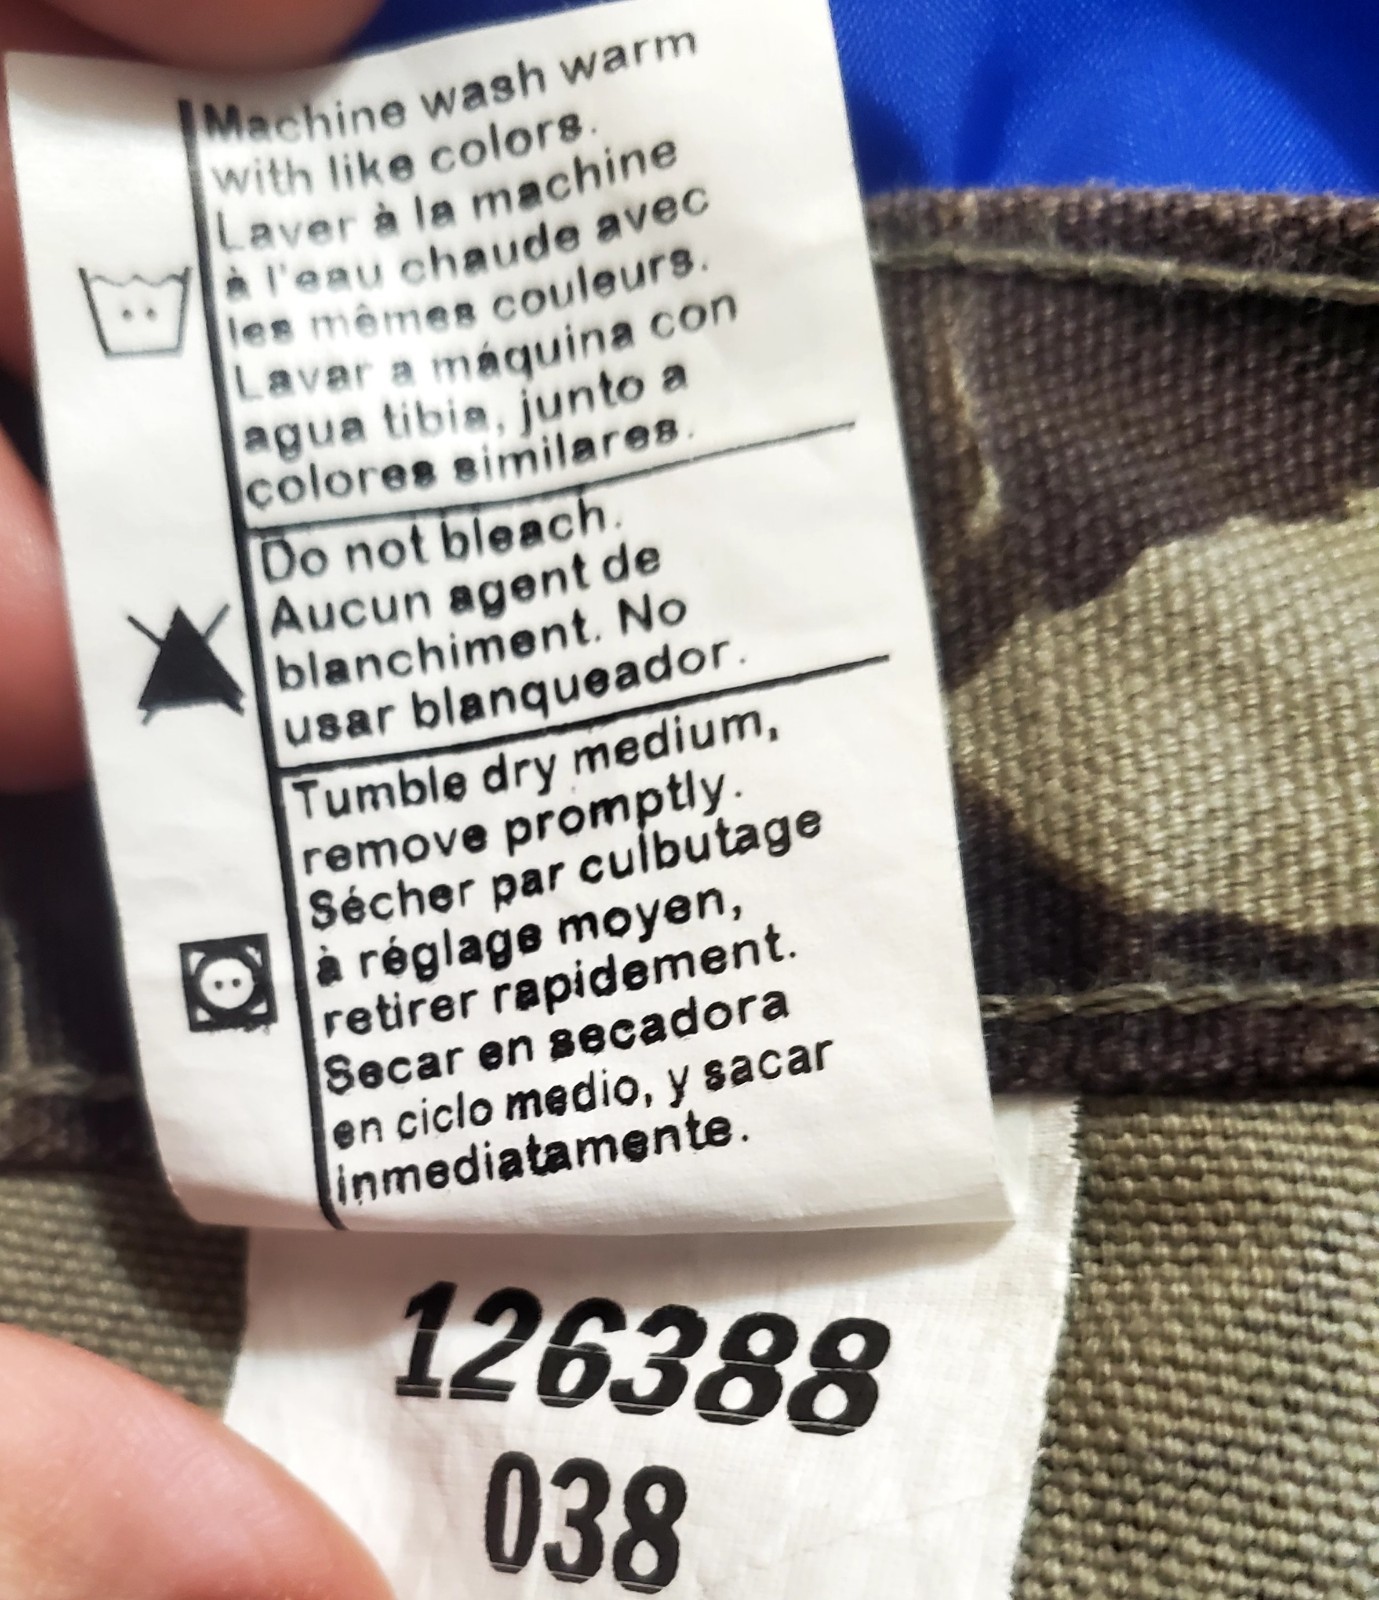 Machine wash warm
with like colors.
Laver à la machine
à l'eau chaude avec
les mêmes couleurs.
Lavar a máquina con
agua tibia, junto a
colores similares.
Do not bleach.
Aucun agent de
blanchiment. No
usar blanqueador.
Tumble dry medium,
remove promptly.
Sécher par culbutage
à réglage moyen,
retirer rapidement.
Secar en secadora
en ciclo medio, y sacar
inmediatamente.
126388
038